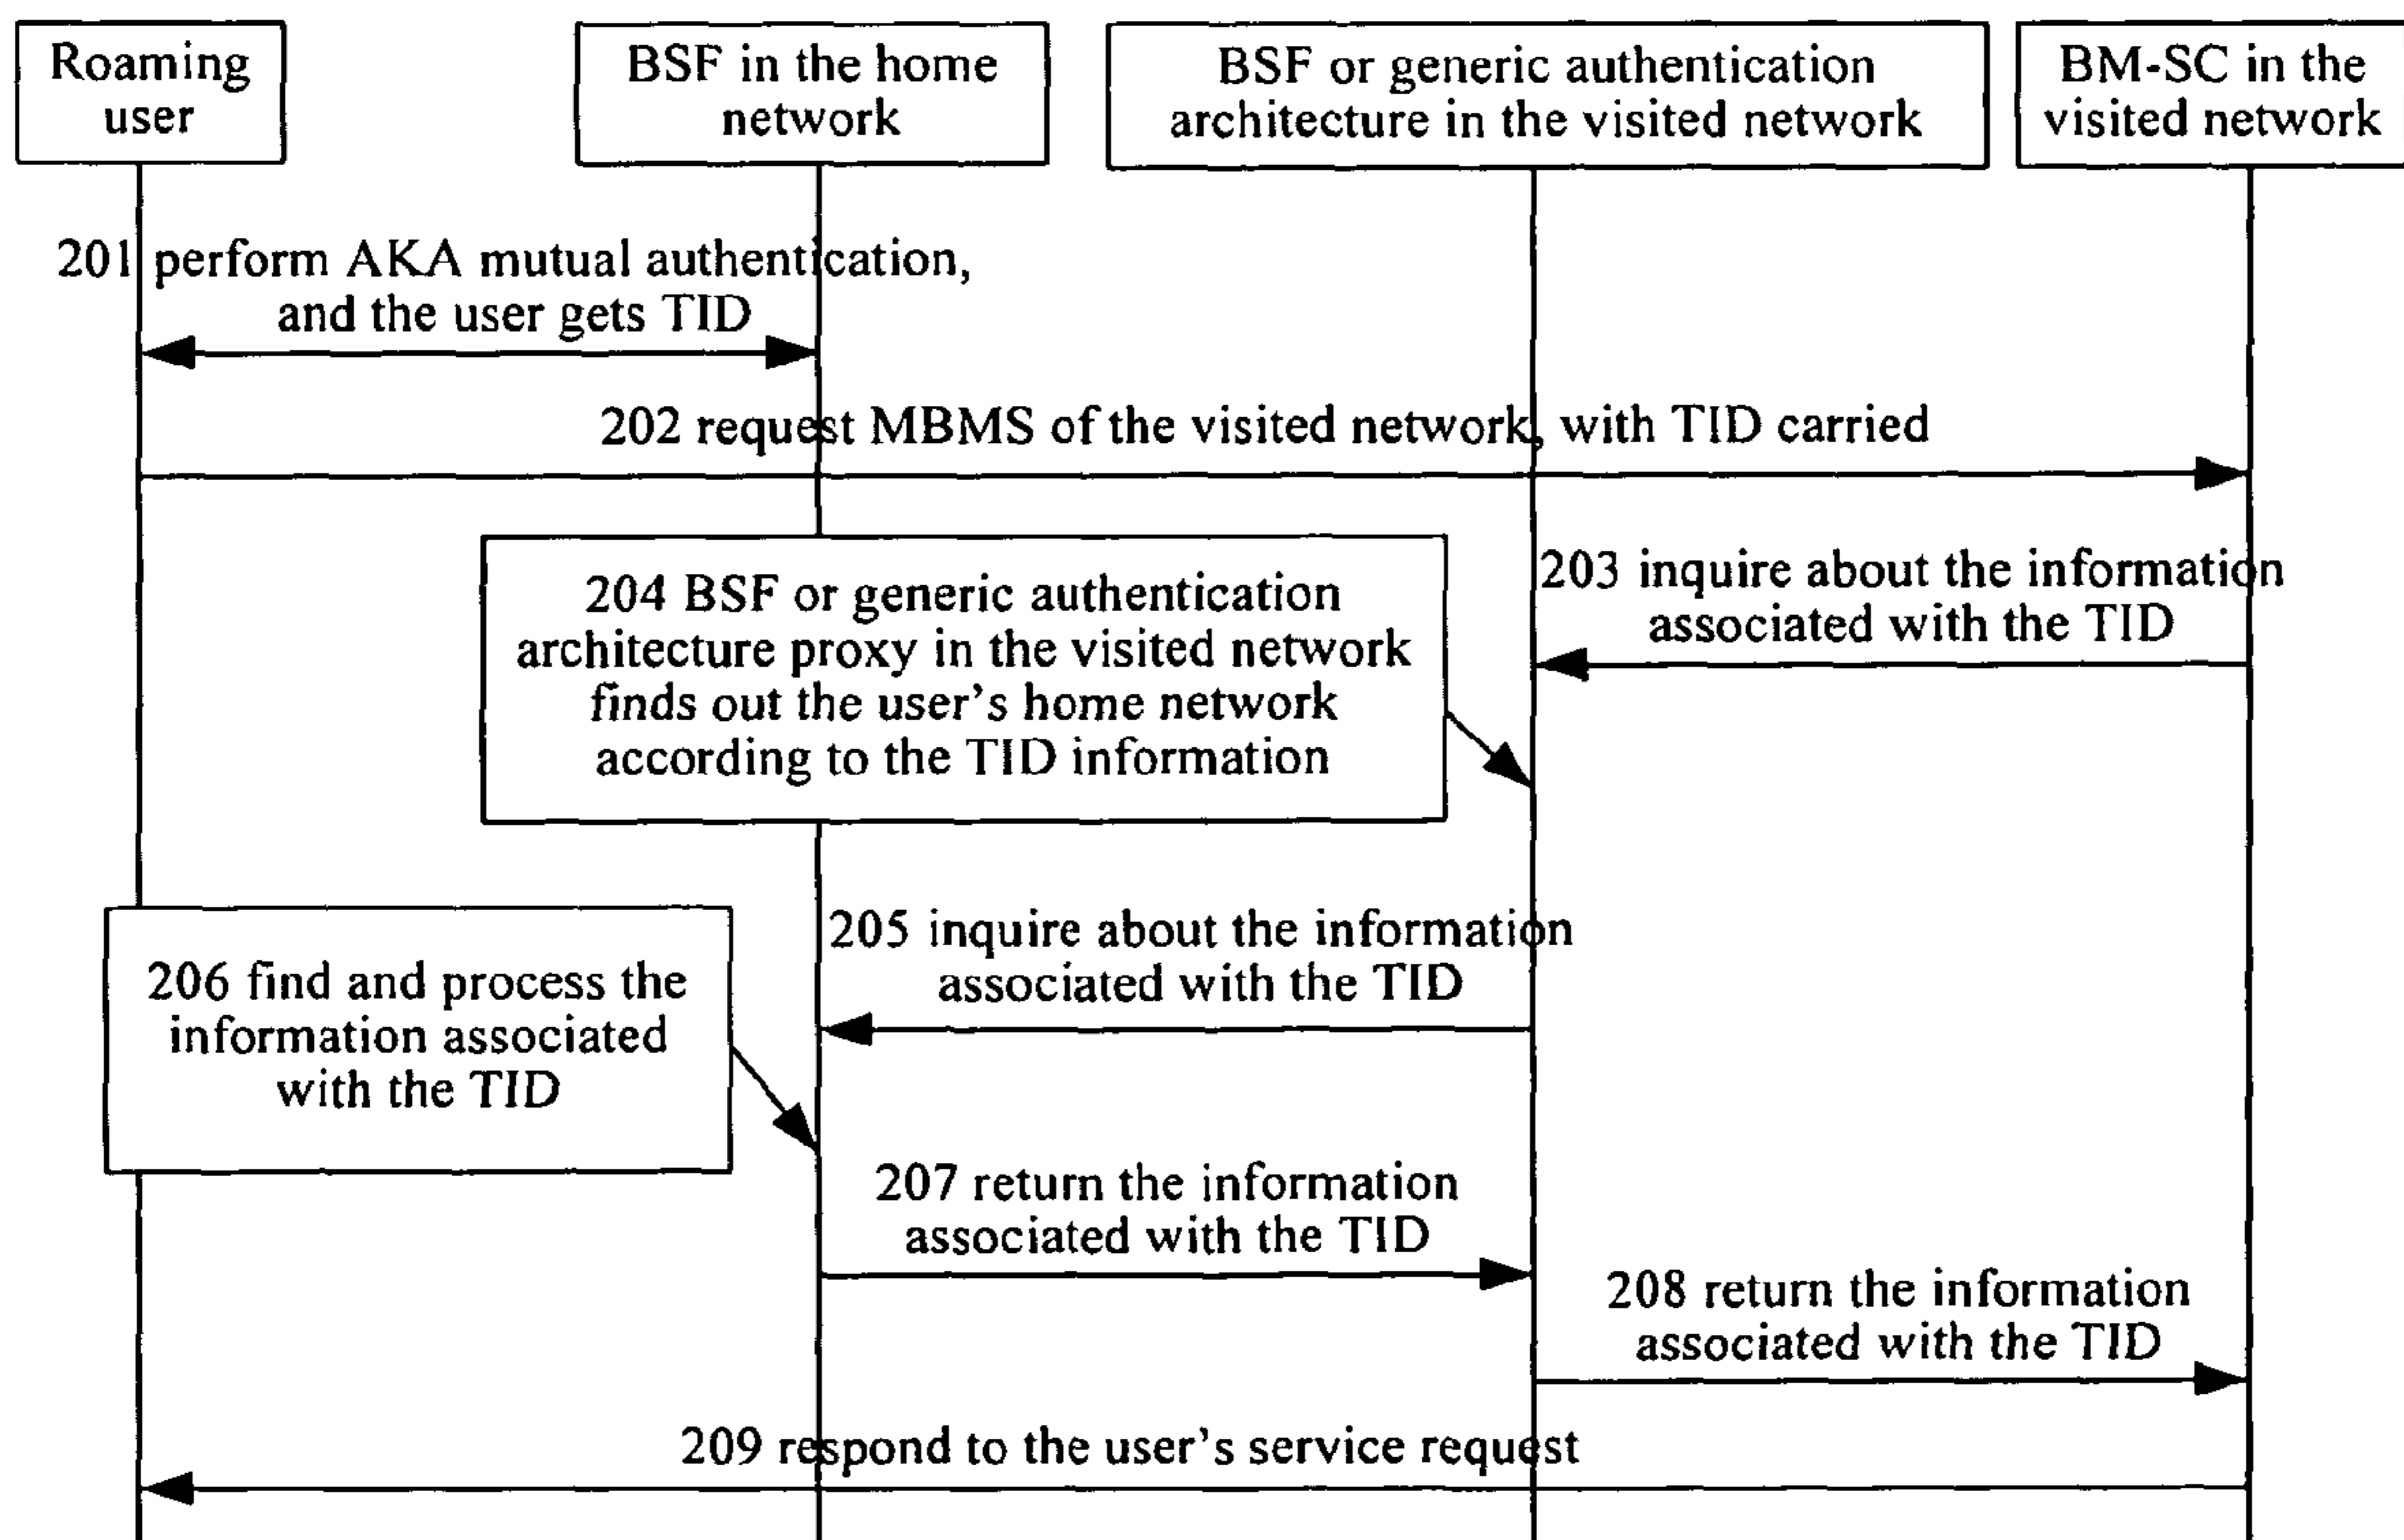 Roaming
user
BSF in the home
network
BSF or generic authentication
architecture in the visited network
BM-SC in the
visited network
201 perform AKA mutual authentication,
and the user gets TID
202 request MBMS of the visited network, with TID carried
203 inquire about the information
associated with the TID
204 BSF or generic authentication
architecture proxy in the visited network
finds out the user's home network
according to the TID information
205 inquire about the information
associated with the TID
206 find and process the
information associated
with the TID
207 return the information
associated with the TID
208 return the information
associated with the TID
209 respond to the user's service request